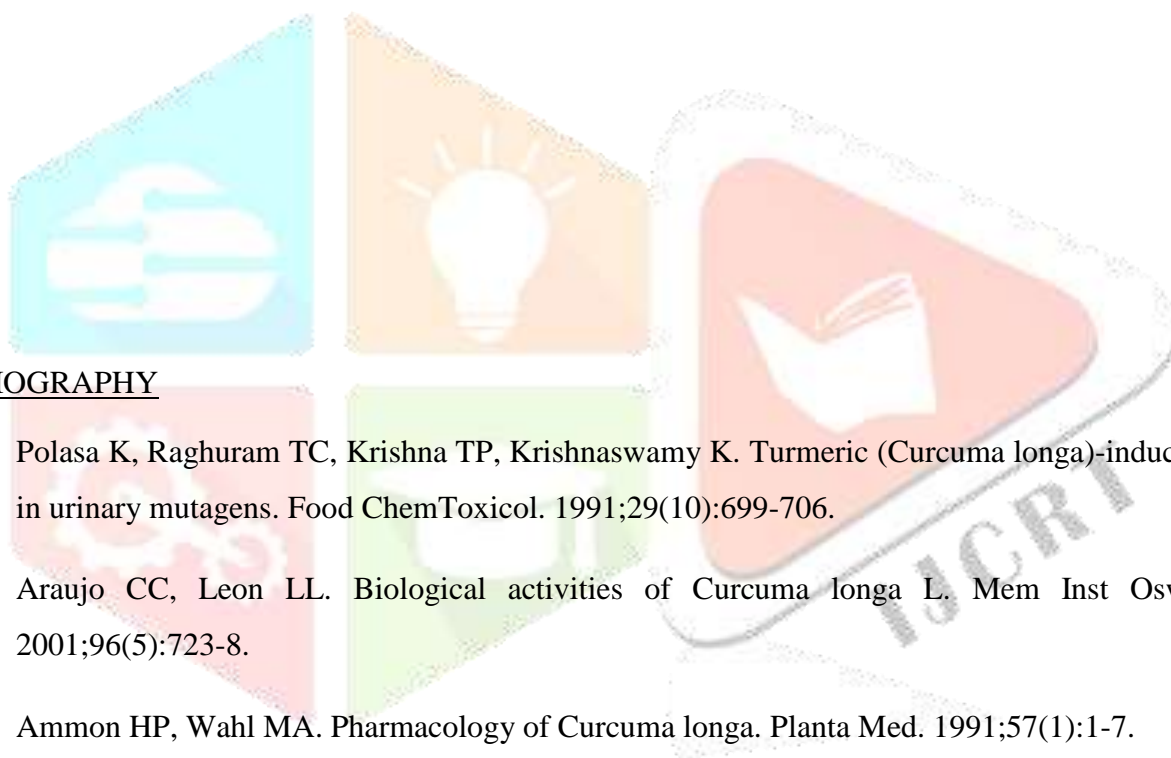 IOGRAPHY
Polasa K, Raghuram TC, Krishna TP, Krishnaswamy K. Turmeric (Curcuma longa)-induc
in urinary mutagens. Food ChemToxicol. 1991;29(10):699-706.
Araujo CC, Leon LL. Biological activities of Curcuma longa L. Mem Inst Osv
2001;96(5):723-8.
Ammon HP, Wahl MA. Pharmacology of Curcuma longa. Planta Med. 1991;57(1):1-7.
IJCRT